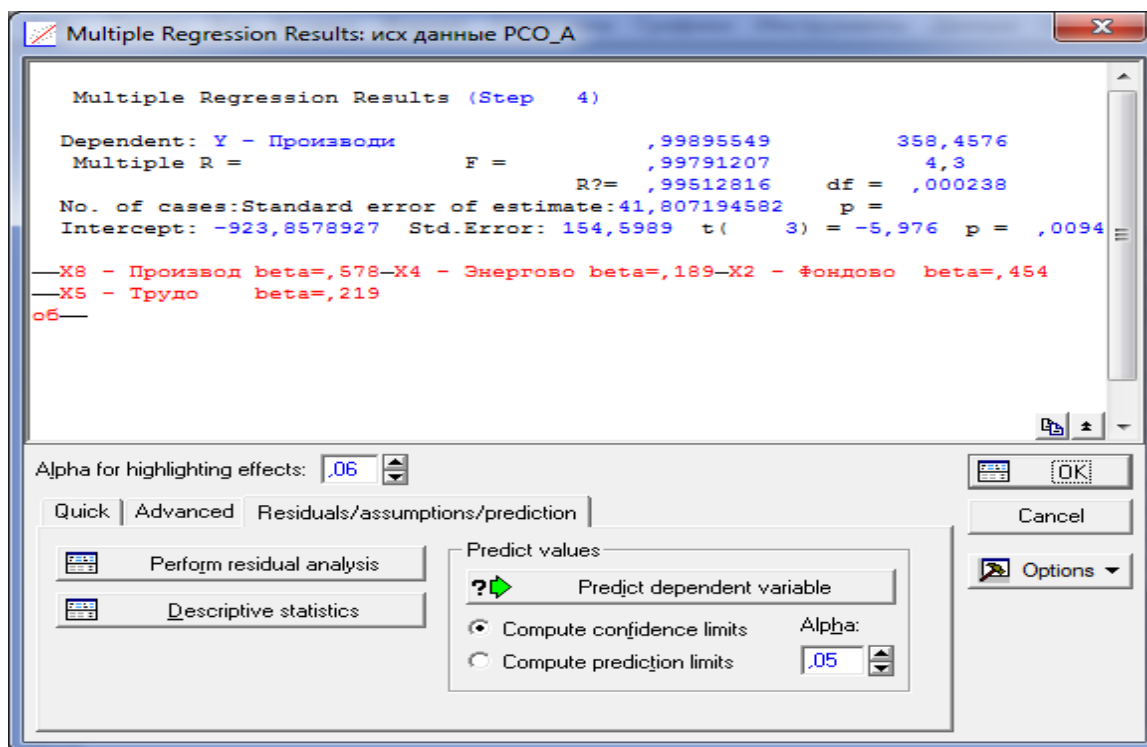 Multiple Regression Results: исх данные PCO_A
Multiple Regression Results (Step 4)
Dependent: Y - Производи ,99895549 358,4576
Multiple R = F = ,99791207 4,3
R?= ,99512816 df = ,000238
No. of cases:Standard error of estimate:41,807194582 p =
Intercept: -923,8578927 Std.Error: 154,5989 t( 3) = -5,976 p = ,0094
X8 - Производ beta=,578 X4 - Энергово beta=,189 X2 - Фондово beta=,454
X5 - Трудо beta=,219
об
Alpha for highlighting effects: ,06
OK
Quick Advanced Residuals/assumptions/prediction
Cancel
Options
Perform residual analysis
Descriptive statistics
Predict values
Predict dependent variable
Compute confidence limits
Compute prediction limits
Alpha:
,05